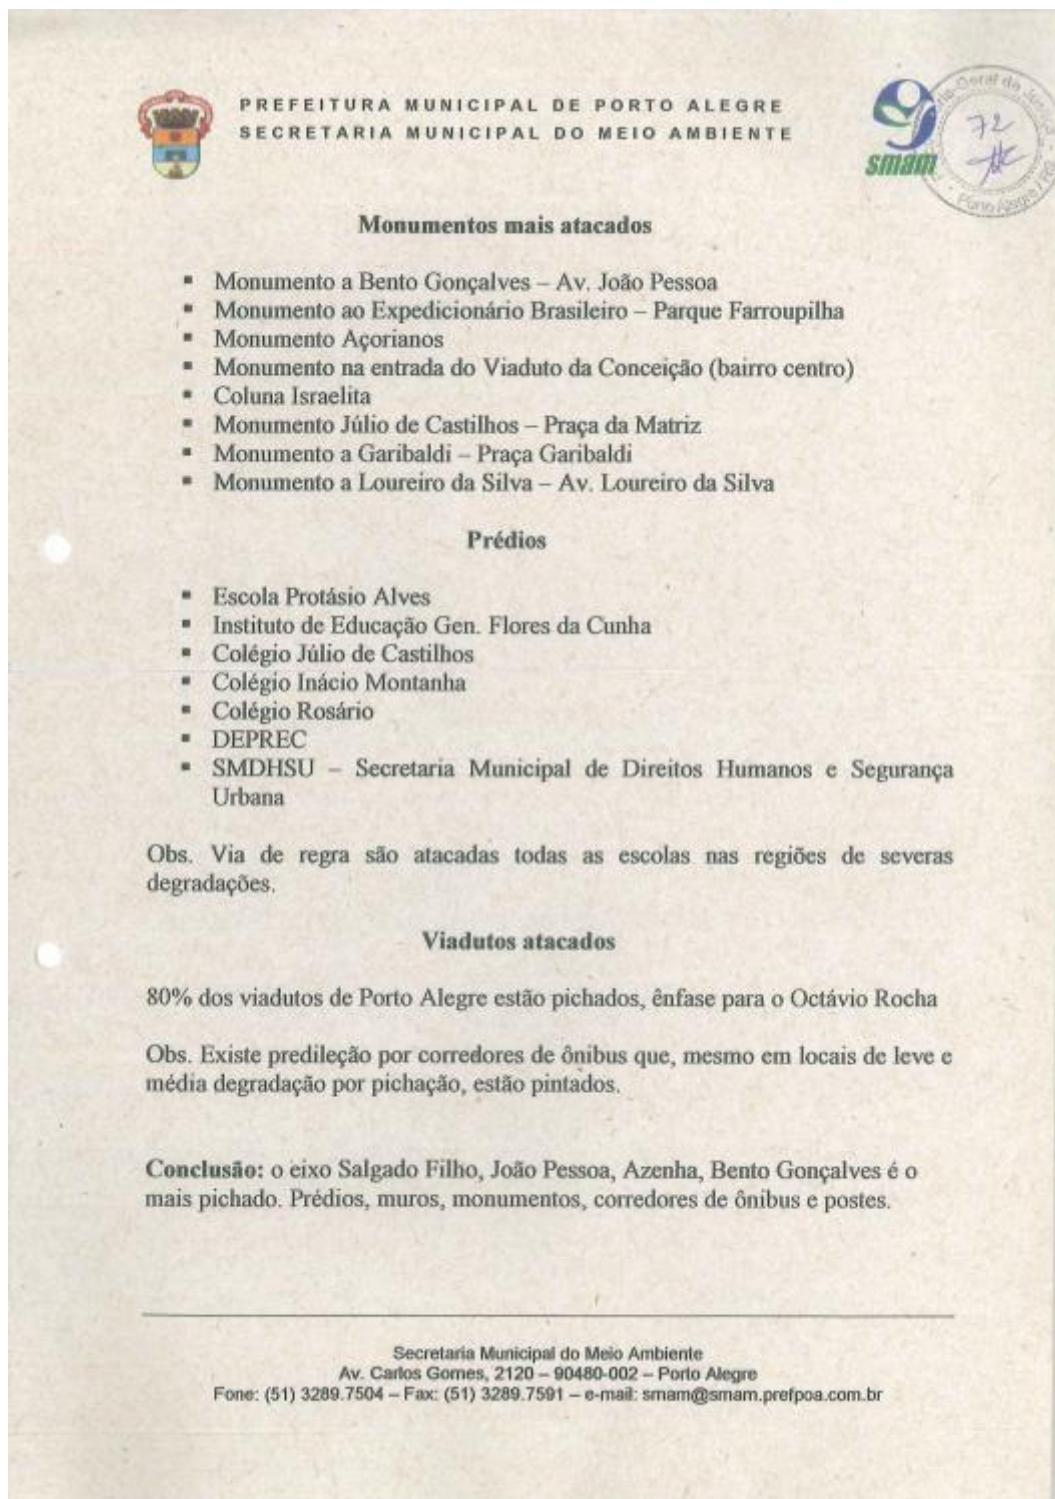 PREFEITURA MUNICIPAL DE PORTO ALEGRE
SECRETARIA MUNICIPAL DO MEIO AMBIENTE
smam
72
Porto Alegre / RS
Monumentos mais atacados
▪ Monumento a Bento Gonçalves – Av. João Pessoa
▪ Monumento ao Expedicionário Brasileiro – Parque Farroupilha
▪ Monumento Açorianos
▪ Monumento na entrada do Viaduto da Conceição (bairro centro)
▪ Coluna Israelita
▪ Monumento Júlio de Castilhos – Praça da Matriz
▪ Monumento a Garibaldi – Praça Garibaldi
▪ Monumento a Loureiro da Silva – Av. Loureiro da Silva
Prédios
▪ Escola Protásio Alves
▪ Instituto de Educação Gen. Flores da Cunha
▪ Colégio Júlio de Castilhos
▪ Colégio Inácio Montanha
▪ Colégio Rosário
▪ DEPREC
▪ SMDHSU – Secretaria Municipal de Direitos Humanos e Segurança
Urbana
Obs. Via de regra são atacadas todas as escolas nas regiões de severas
degradações.
Viadutos atacados
80% dos viadutos de Porto Alegre estão pichados, ênfase para o Octávio Rocha
Obs. Existe predileção por corredores de ônibus que, mesmo em locais de leve e
média degradação por pichação, estão pintados.
Conclusão: o eixo Salgado Filho, João Pessoa, Azenha, Bento Gonçalves é o
mais pichado. Prédios, muros, monumentos, corredores de ônibus e postes.
Secretaria Municipal do Meio Ambiente
Av. Carlos Gomes, 2120 – 90480-002 – Porto Alegre
Fone: (51) 3289.7504 – Fax: (51) 3289.7591 – e-mail: smam@smam.prefpoa.com.br